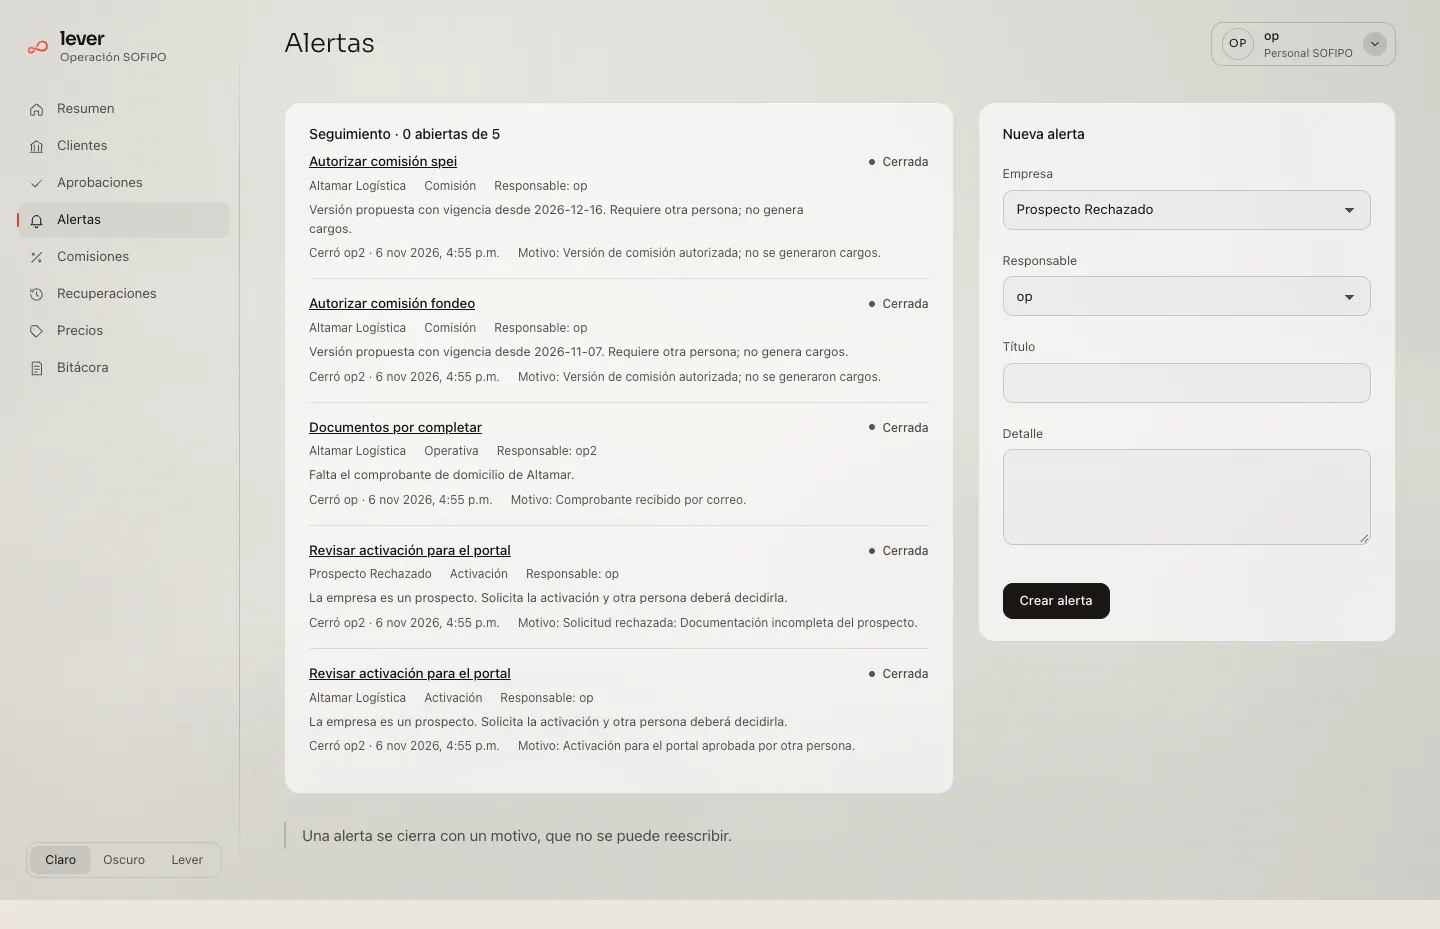 lever
Operación SOFIPO
Resumen
Clientes
Aprobaciones
Alertas
Comisiones
Recuperaciones
Precios
Bitácora
Claro Oscuro Lever
Alertas
OP
op
Personal SOFIPO
Seguimiento · 0 abiertas de 5
Autorizar comisión spei
Cerrada
Altamar Logística Comisión Responsable: op
Versión propuesta con vigencia desde 2026-12-16. Requiere otra persona; no genera
cargos.
Cerró op2 · 6 nov 2026, 4:55 p.m. Motivo: Versión de comisión autorizada; no se generaron cargos.
Autorizar comisión fondeo
Cerrada
Altamar Logística Comisión Responsable: op
Versión propuesta con vigencia desde 2026-11-07. Requiere otra persona; no genera cargos.
Cerró op2 · 6 nov 2026, 4:55 p.m. Motivo: Versión de comisión autorizada; no se generaron cargos.
Documentos por completar
Cerrada
Altamar Logística Operativa Responsable: op2
Falta el comprobante de domicilio de Altamar.
Cerró op · 6 nov 2026, 4:55 p.m. Motivo: Comprobante recibido por correo.
Revisar activación para el portal
Cerrada
Prospecto Rechazado Activación Responsable: op
La empresa es un prospecto. Solicita la activación y otra persona deberá decidirla.
Cerró op2 · 6 nov 2026, 4:55 p.m. Motivo: Solicitud rechazada: Documentación incompleta del prospecto.
Revisar activación para el portal
Cerrada
Altamar Logística Activación Responsable: op
La empresa es un prospecto. Solicita la activación y otra persona deberá decidirla.
Cerró op2 · 6 nov 2026, 4:55 p.m. Motivo: Activación para el portal aprobada por otra persona.
Una alerta se cierra con un motivo, que no se puede reescribir.
Nueva alerta
Empresa
Prospecto Rechazado
Responsable
op
Título
Detalle
Crear alerta